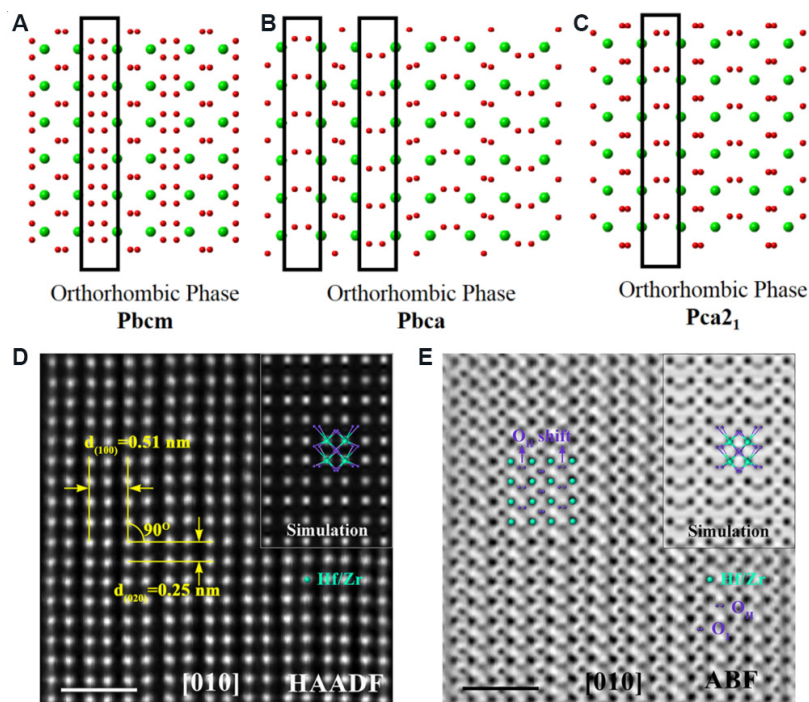 A
B
C
Orthorhombic Phase
Pbcm
Orthorhombic Phase
Pbca
Orthorhombic Phase
Pca2₁
D
d(100)=0.51 nm
90°
d(020)=0.25 nm
Simulation
Hf/Zr
[010]
HAADF
E
OII shift
Simulation
Hf/Zr
OII
OI
[010]
ABF